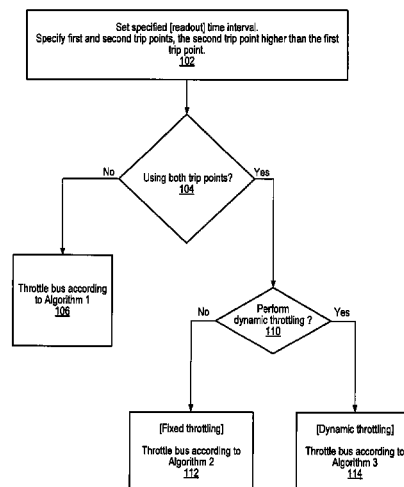 Set specified [readout] time interval.
Specify first and second trip points, the second trip point higher than the first
trip point.
102
No
Yes
Using both trip points?
104
Throttle bus according
to Algorithm 1
106
No
Yes
Perform
dynamic throttling ?
110
[Fixed throttling]
Throttle bus according to
Algorithm 2
112
[Dynamic throttling]
Throttle bus according to
Algorithm 3
114